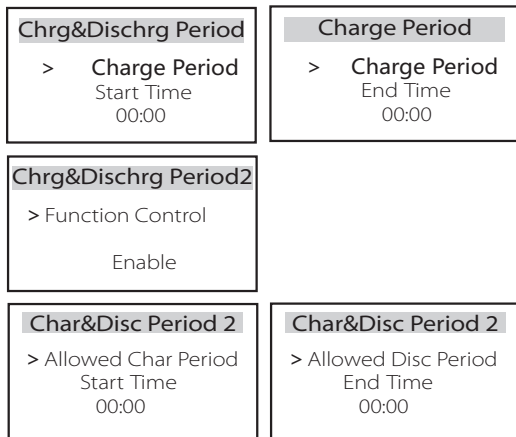 Chrg&Dischrg Period
> Charge Period
Start Time
00:00
Charge Period
> Charge Period
End Time
00:00
Chrg&Dischrg Period2
> Function Control
Enable
Char&Disc Period 2
> Allowed Char Period
Start Time
00:00
Char&Disc Period 2
> Allowed Disc Period
End Time
00:00